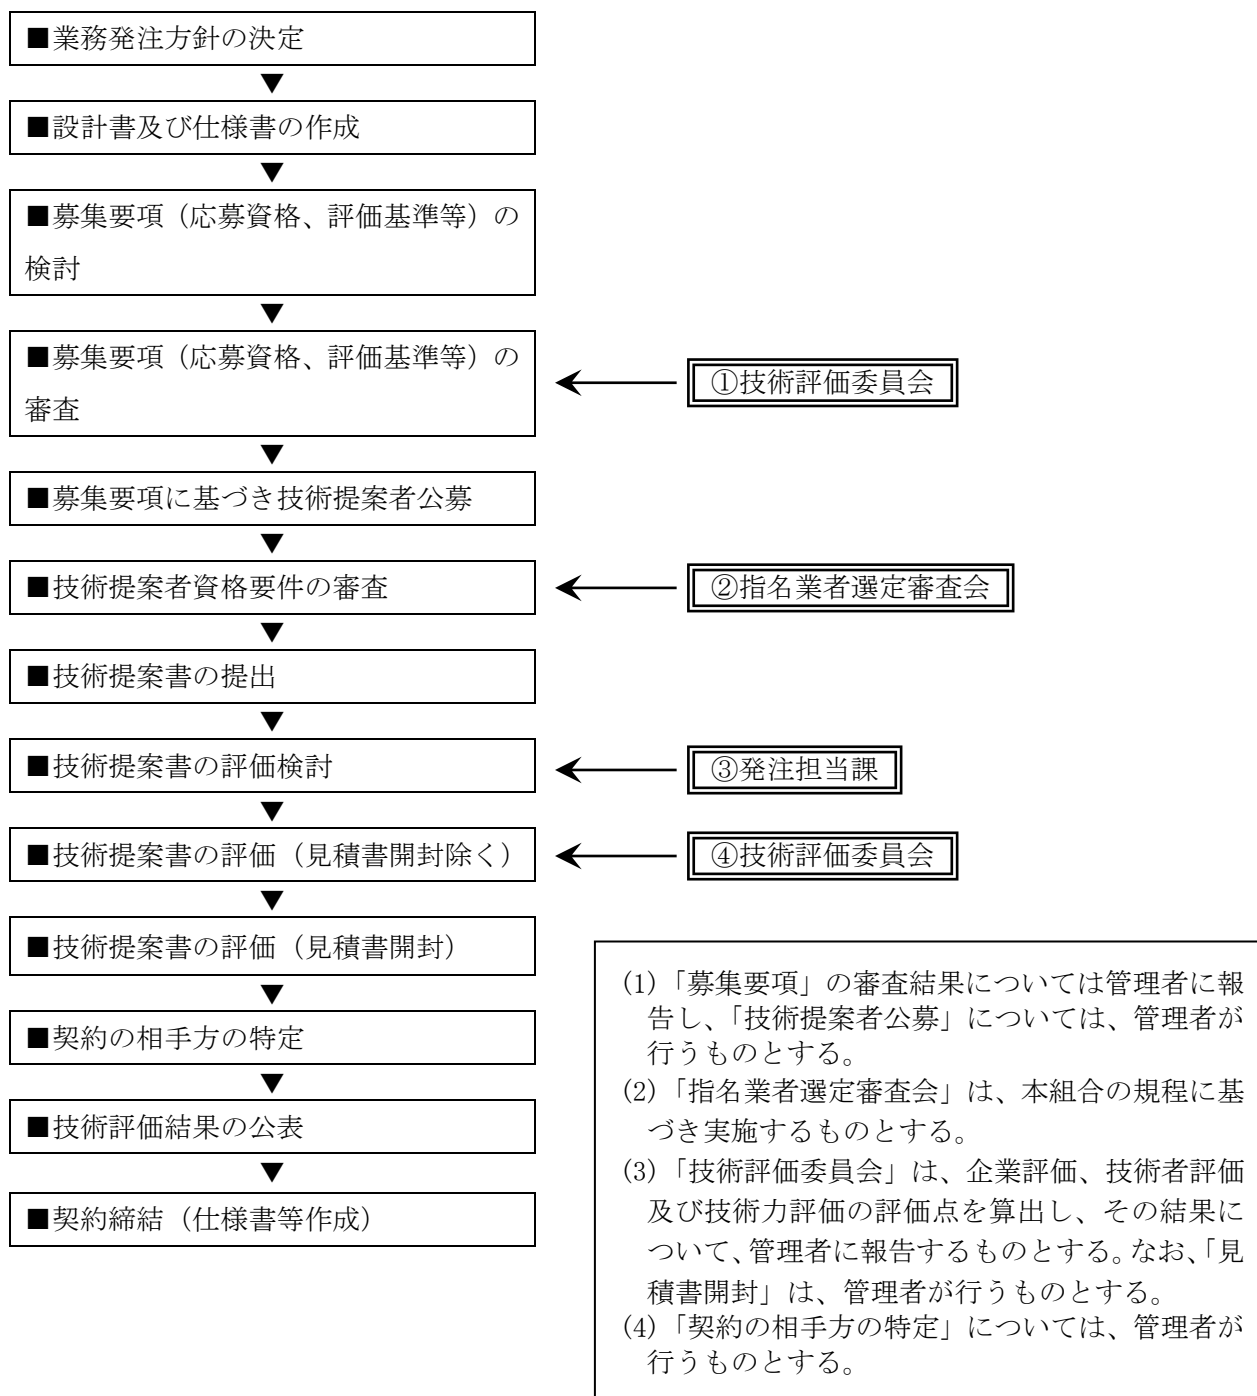 ■業務発注方針の決定
▼
■設計書及び仕様書の作成
▼
■募集要項（応募資格、評価基準等）の
検討
▼
■募集要項（応募資格、評価基準等）の
審査
①技術評価委員会
▼
■募集要項に基づき技術提案者公募
▼
■技術提案者資格要件の審査
②指名業者選定審査会
▼
■技術提案書の提出
▼
■技術提案書の評価検討
③発注担当課
▼
■技術提案書の評価（見積書開封除く）
④技術評価委員会
▼
■技術提案書の評価（見積書開封）
▼
■契約の相手方の特定
▼
■技術評価結果の公表
▼
■契約締結（仕様書等作成）
(1)「募集要項」の審査結果については管理者に報
告し、「技術提案者公募」については、管理者が
行うものとする。
(2)「指名業者選定審査会」は、本組合の規程に基
づき実施するものとする。
(3)「技術評価委員会」は、企業評価、技術者評価
及び技術力評価の評価点を算出し、その結果に
ついて、管理者に報告するものとする。なお、「見
積書開封」は、管理者が行うものとする。
(4)「契約の相手方の特定」については、管理者が
行うものとする。